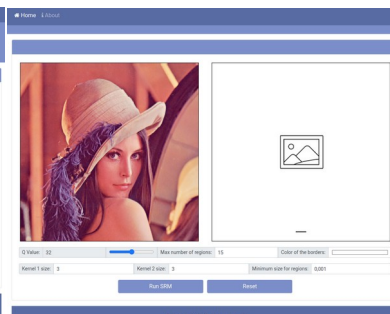 Home About
Q Value: 32 Max number of regions: 15 Color of the borders:
Kernel 1 size: 3 Kernel 2 size: 3 Minimum size for regions: 0,001
Run SRM Reset